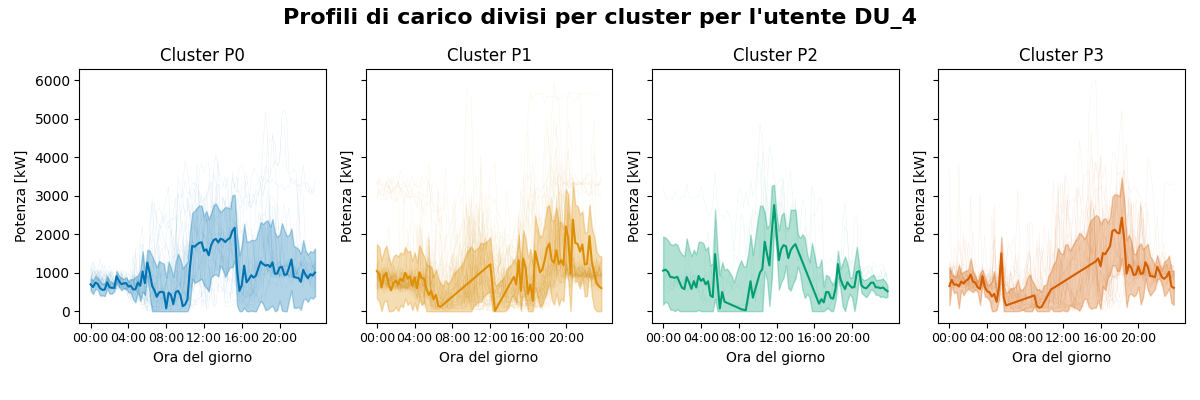 Profili di carico divisi per cluster per l'utente DU_4
Cluster P0
Cluster P1
Cluster P2
Cluster P3
Potenza [kW]
6000
5000
4000
3000
2000
1000
0
Potenza [kW]
Potenza [kW]
Potenza [kW]
00:00 04:00 08:00 12:00 16:00 20:00
00:00 04:00 08:00 12:00 16:00 20:00
00:00 04:00 08:00 12:00 16:00 20:00
00:00 04:00 08:00 12:00 16:00 20:00
Ora del giorno
Ora del giorno
Ora del giorno
Ora del giorno